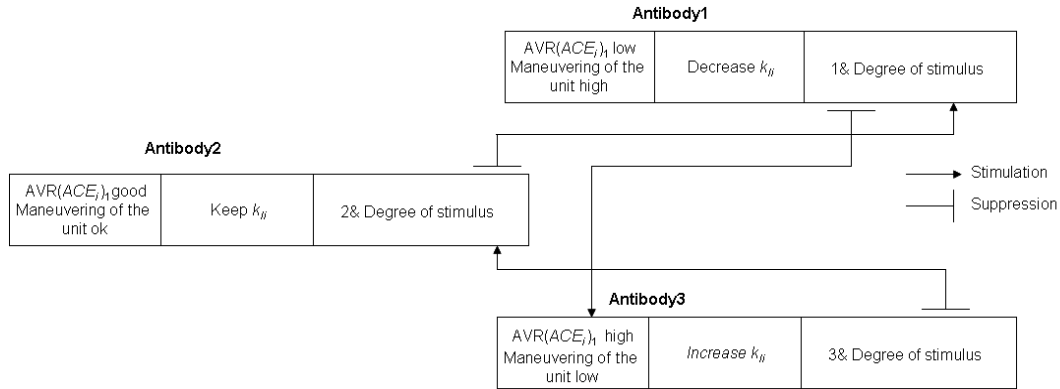 Antibody1
AVR(ACEi)1 low
Maneuvering of the
unit high
Decrease kIi
1& Degree of stimulus
Antibody2
AVR(ACEi)1good
Maneuvering of the
unit ok
Keep kIi
2& Degree of stimulus
Stimulation
Suppression
Antibody3
AVR(ACEi)1 high
Maneuvering of the
unit low
Increase kIi
3& Degree of stimulus